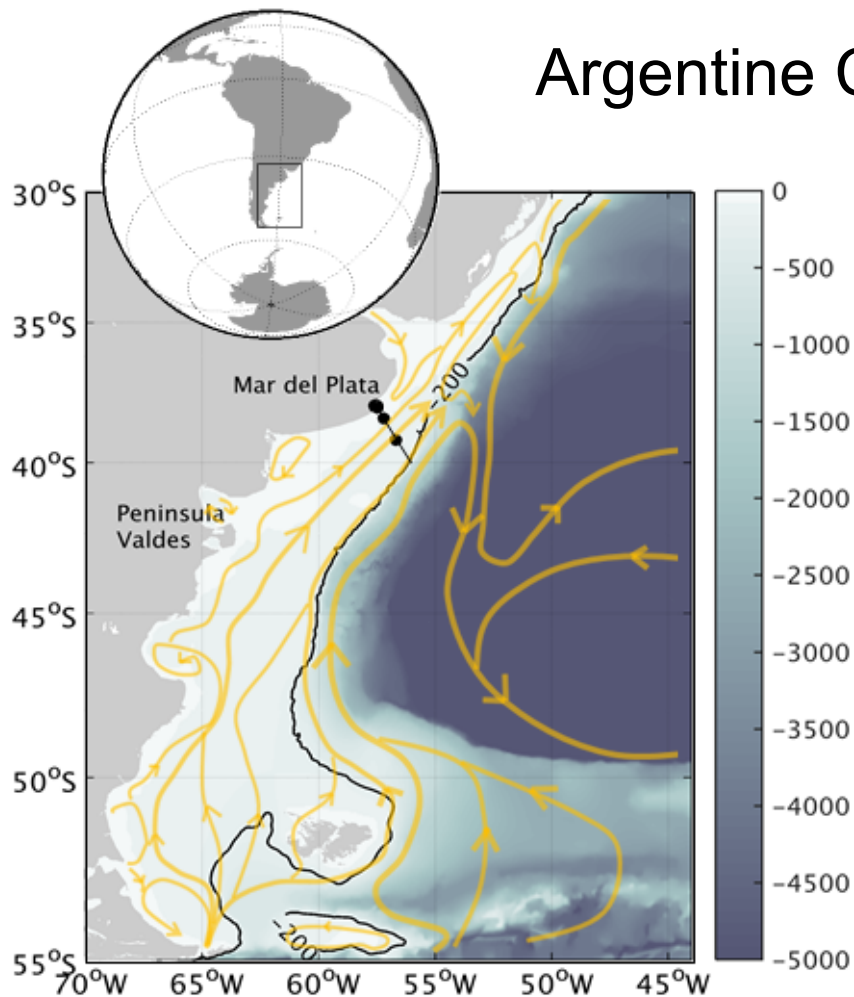 Argentine C
30°S
35°S
40°S
45°S
50°S
55°S
70°W
65°W
60°W
55°W
50°W
45°W
Mar del Plata
Peninsula
Valdes
-200
-200
0
-500
-1000
-1500
-2000
-2500
-3000
-3500
-4000
-4500
-5000